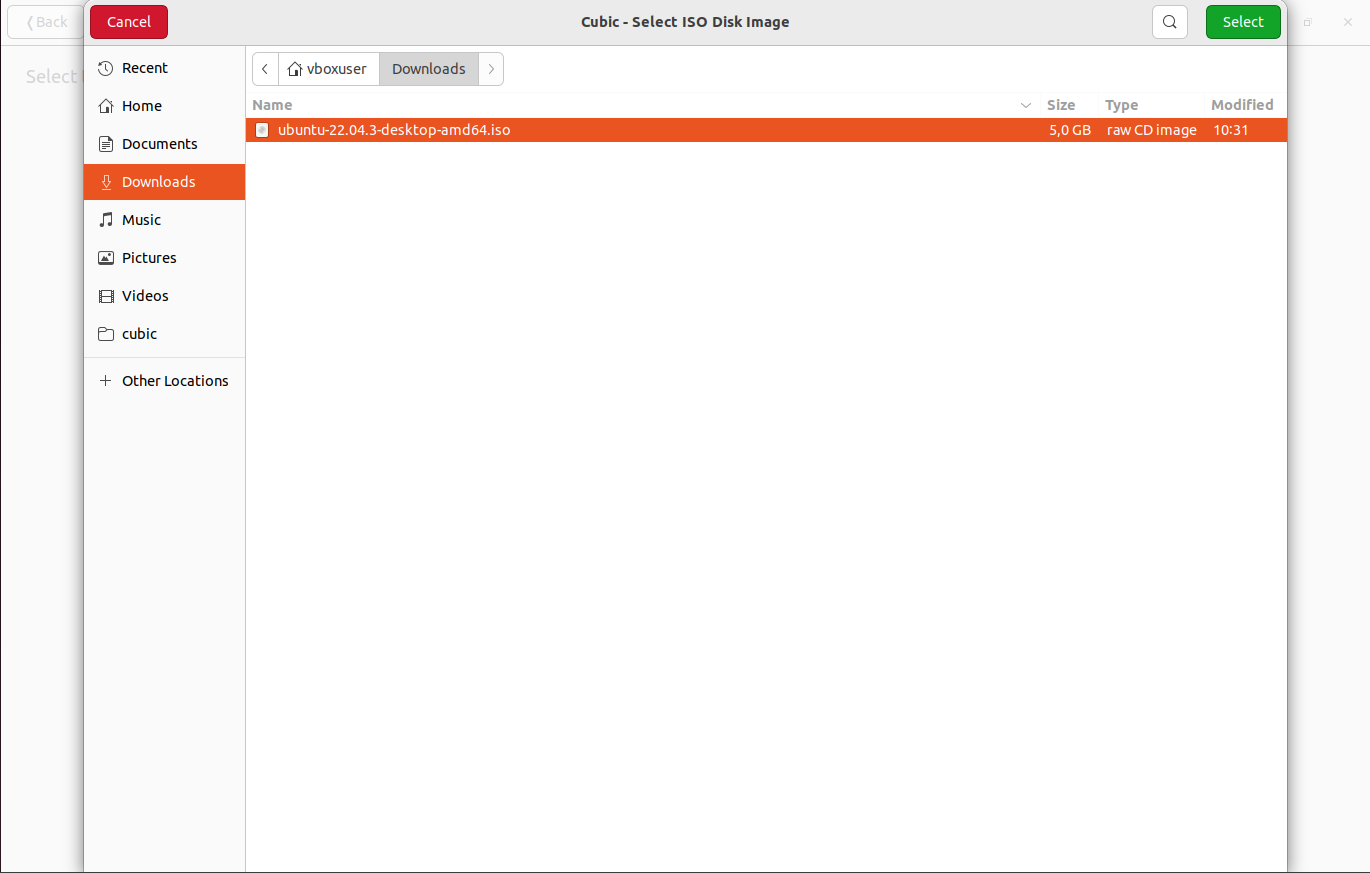 Back
Cancel
Cubic - Select ISO Disk Image
Select
Select
Recent
Home
Documents
Downloads
Music
Pictures
Videos
cubic
Other Locations
vboxuser
Downloads
Name Size Type Modified
ubuntu-22.04.3-desktop-amd64.iso 5,0 GB raw CD image 10:31